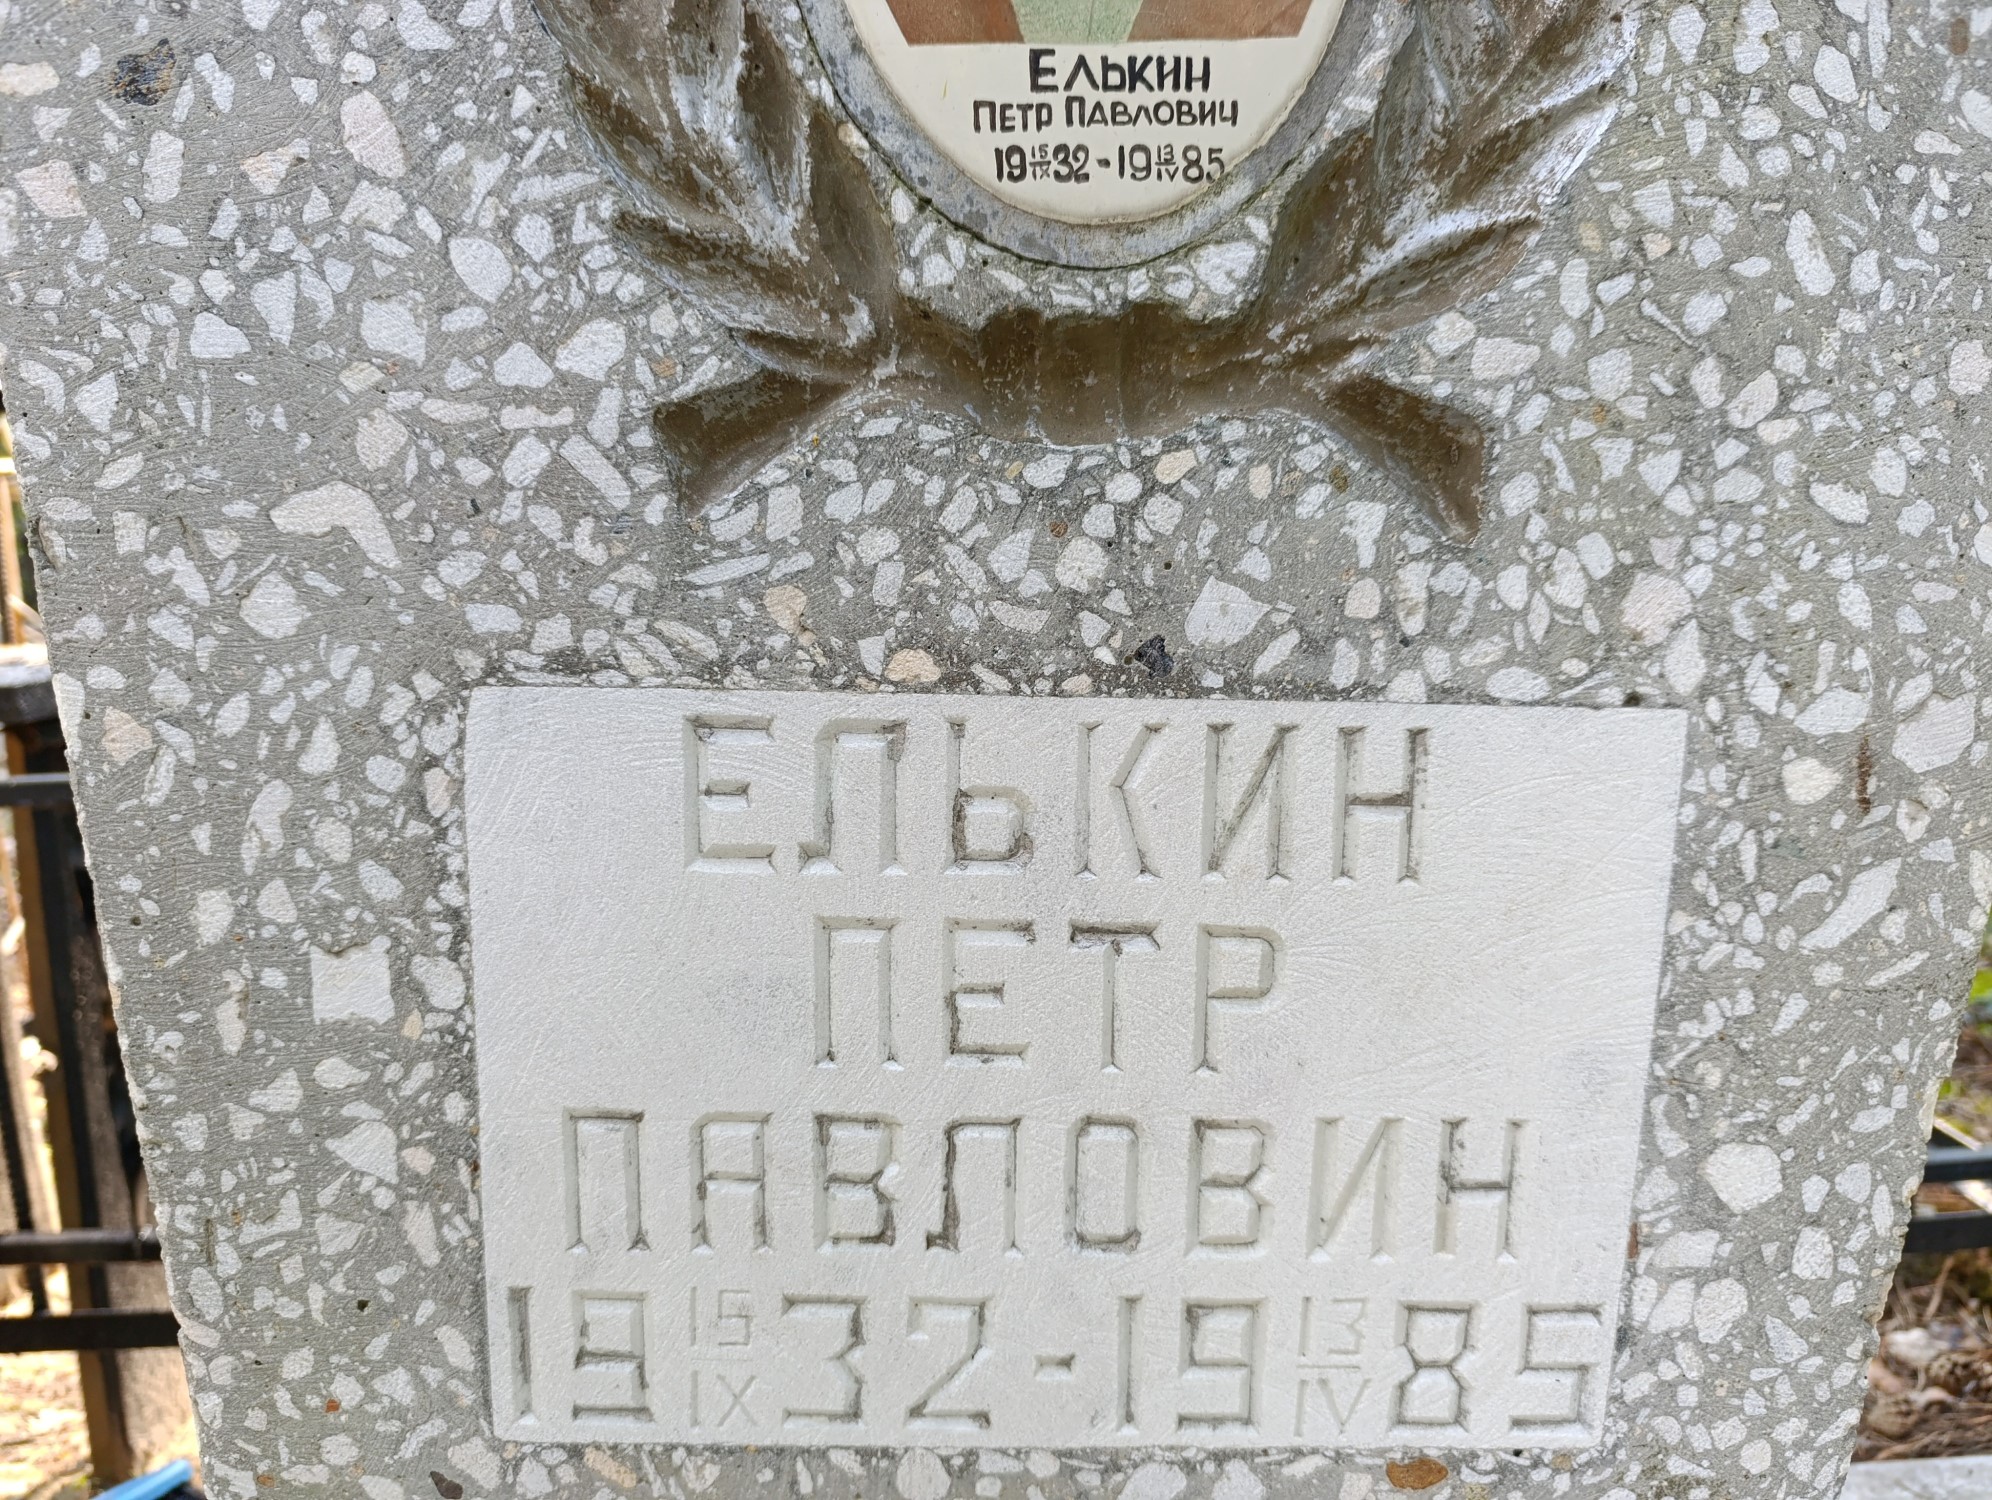 ЕЛЬКИН
ПЕТР ПАВЛОВИЧ
19 15/IX 32 - 19 13/IV 85
ЕЛЬКИН
ПЕТР
ПАВЛОВИЧ
19 15/IX 32 - 19 13/IV 85